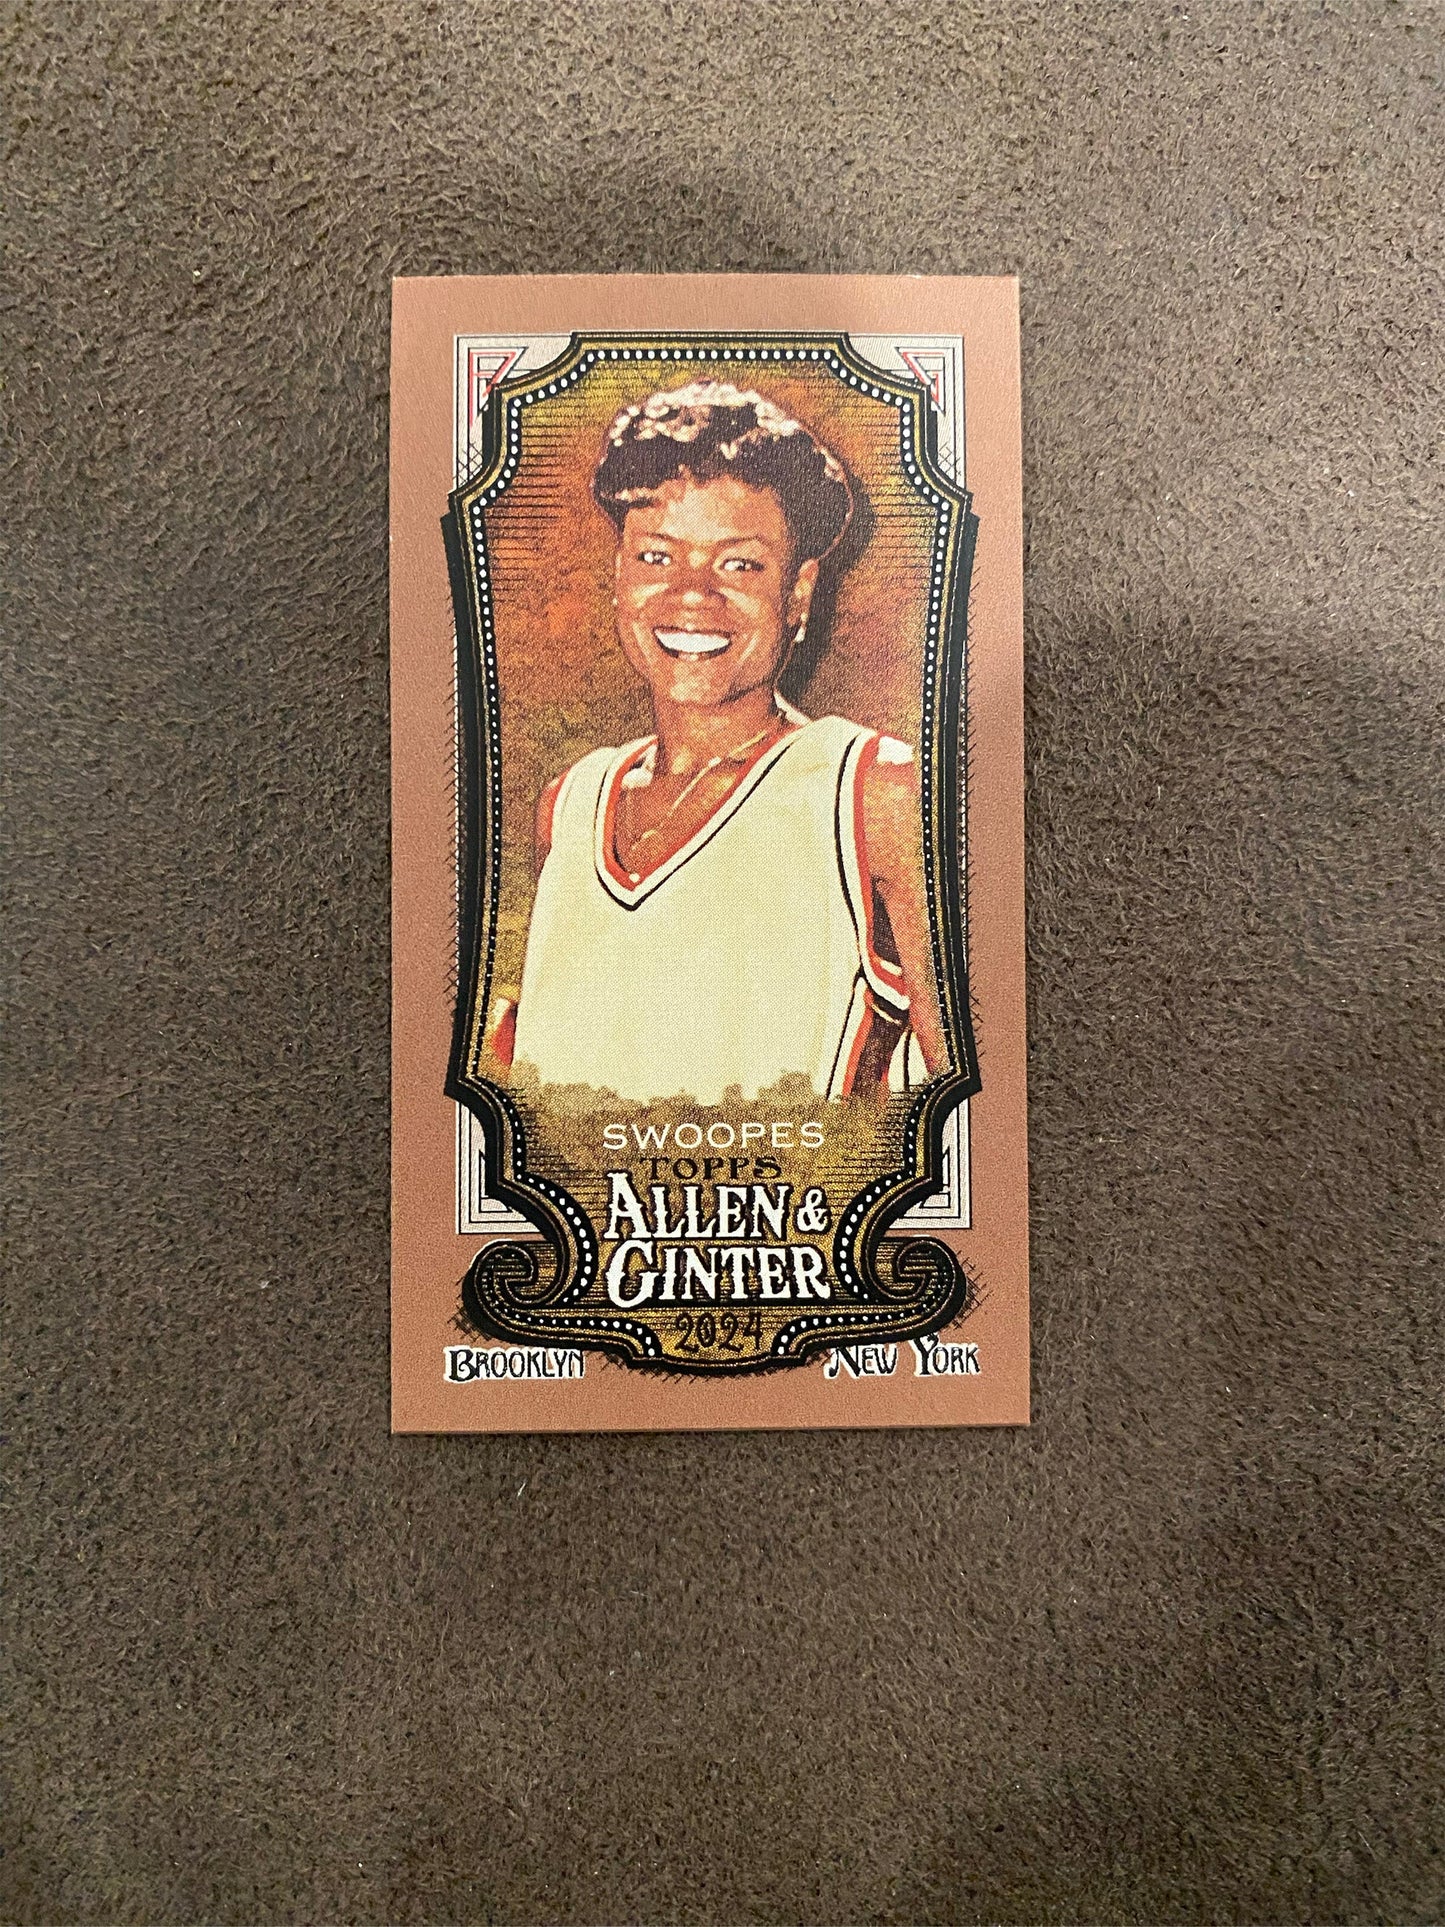 SWOOPES
TOPPS
ALLEN &
GINTER
2024
BROOKLYN NEW YORK